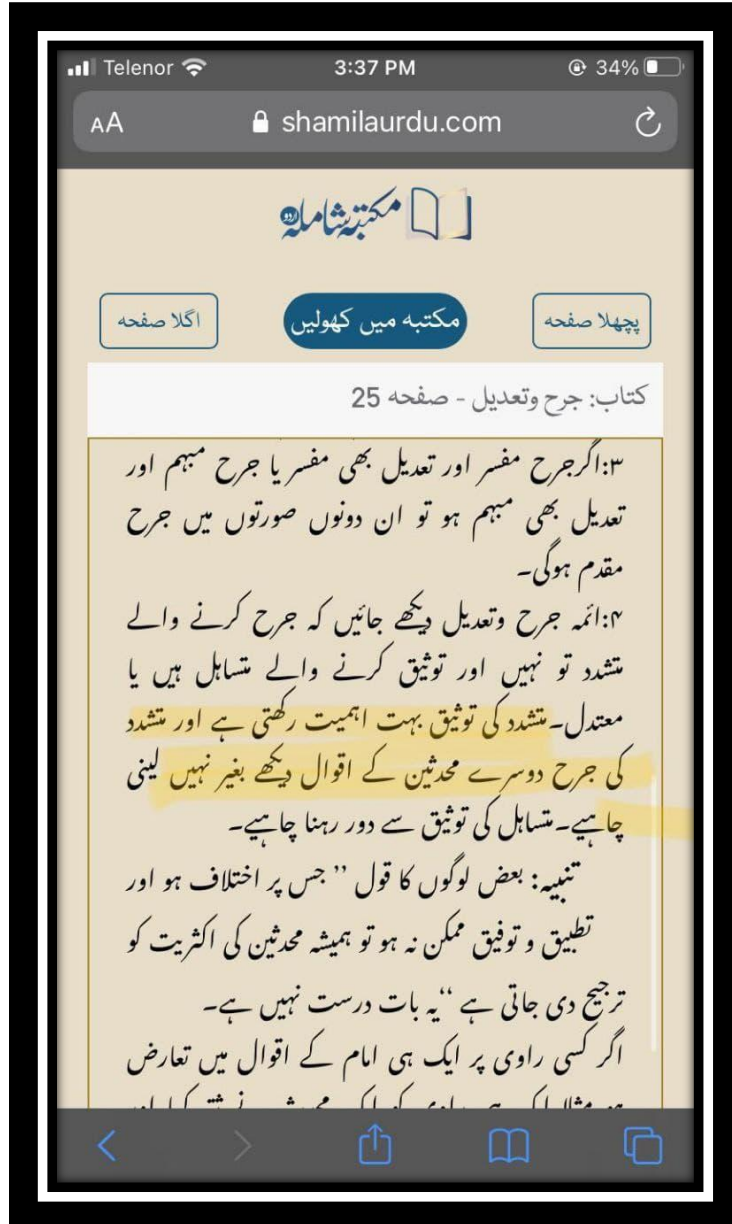 Telenor 3:37 PM 34%
AA shamilaurdu.com
مکتبہ شاملہ اردو
پچھلا صفحہ مکتبہ میں کھولیں اگلا صفحہ
کتاب: جرح وتعدیل - صفحہ 25
۳:اگرجرح مفسر اور تعدیل بھی مفسر یا جرح مبہم اور
تعدیل بھی مبہم ہو تو ان دونوں صورتوں میں جرح
مقدم ہوگی۔
۴:ائمہ جرح وتعدیل دیکھے جائیں کہ جرح کرنے والے
متشدد تو نہیں اور توثیق کرنے والے متساہل ہیں یا
معتدل۔متشدد کی توثیق بہت اہمیت رکھتی ہے اور متشدد
کی جرح دوسرے محدثین کے اقوال دیکھے بغیر نہیں لینی
چاہیے۔متساہل کی توثیق سے دور رہنا چاہیے۔
تنبیہ: بعض لوگوں کا قول ’’ جس پر اختلاف ہو اور
تطبیق و توفیق ممکن نہ ہو تو ہمیشہ محدثین کی اکثریت کو
ترجیح دی جاتی ہے ‘‘یہ بات درست نہیں ہے۔
اگر کسی راوی پر ایک ہی امام کے اقوال میں تعارض